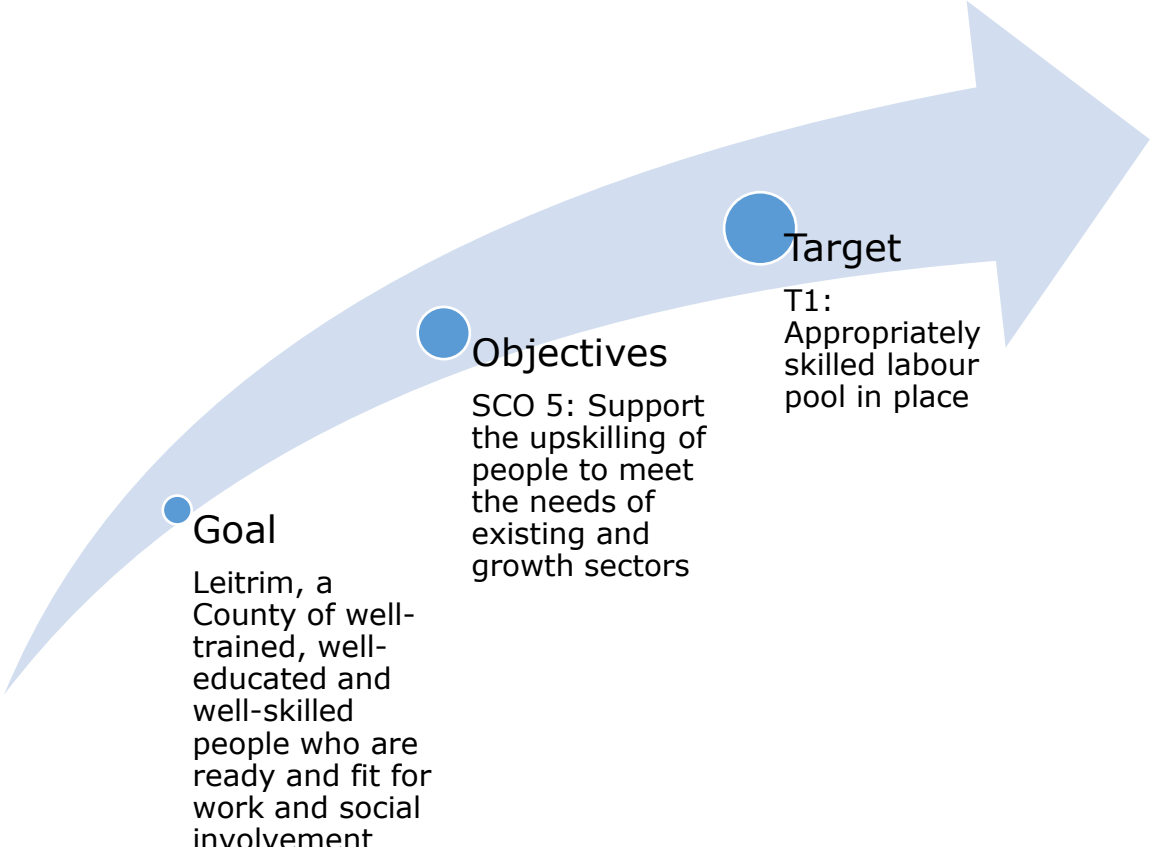 Goal
Leitrim, a
County of well-
trained, well-
educated and
well-skilled
people who are
ready and fit for
work and social
involvement
Objectives
SCO 5: Support
the upskilling of
people to meet
the needs of
existing and
growth sectors
Target
T1:
Appropriately
skilled labour
pool in place